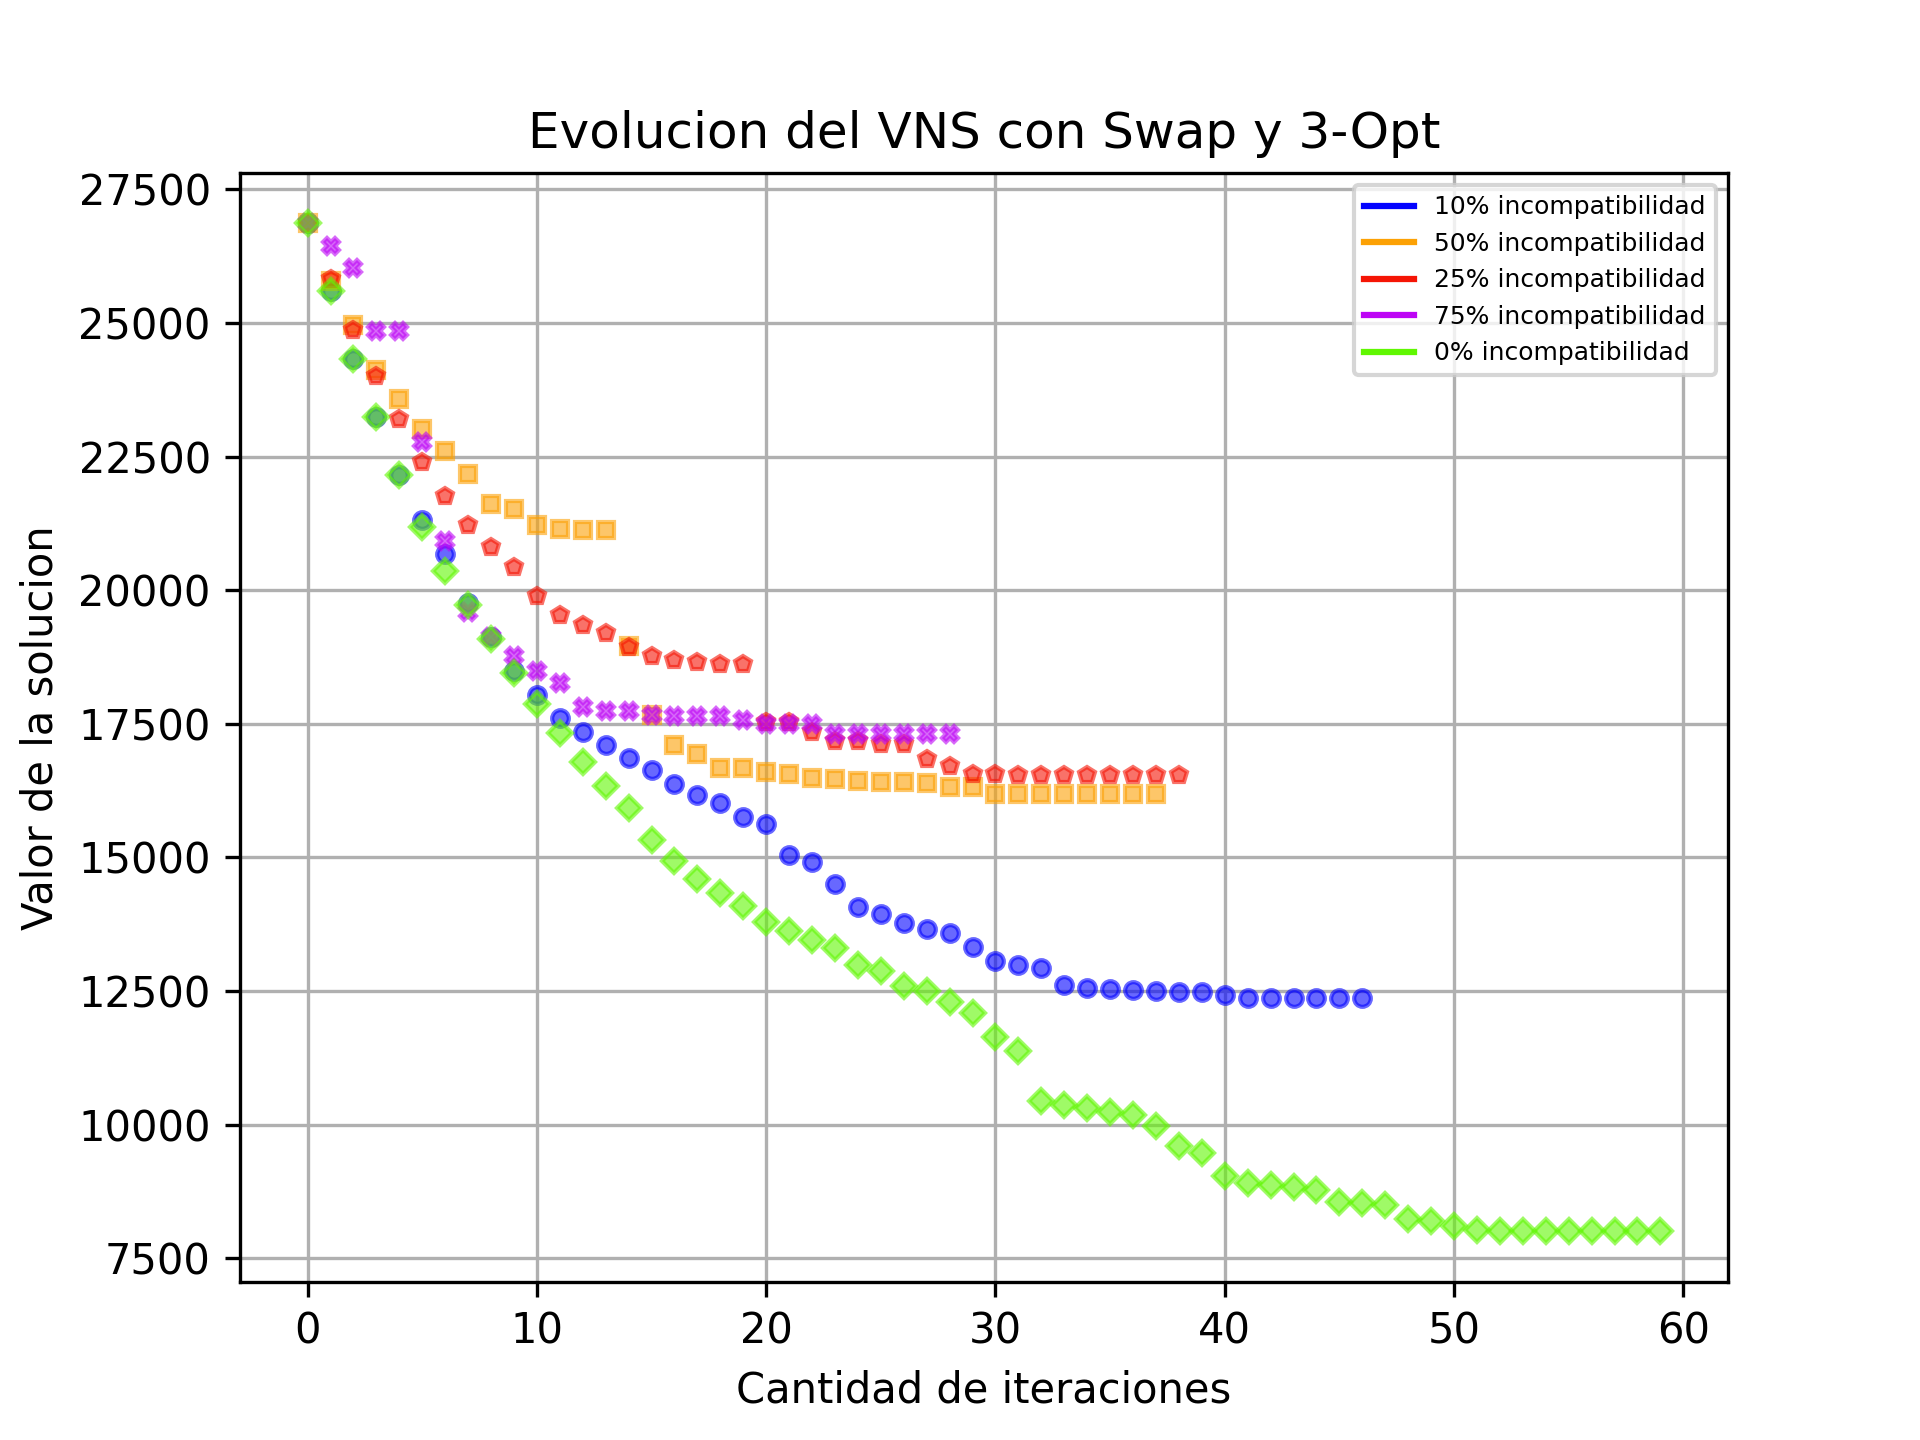 Evolucion del VNS con Swap y 3-Opt
27500
25000
22500
20000
17500
15000
12500
10000
7500
Valor de la solucion
10% incompatibilidad
50% incompatibilidad
25% incompatibilidad
75% incompatibilidad
0% incompatibilidad
0 10 20 30 40 50 60
Cantidad de iteraciones